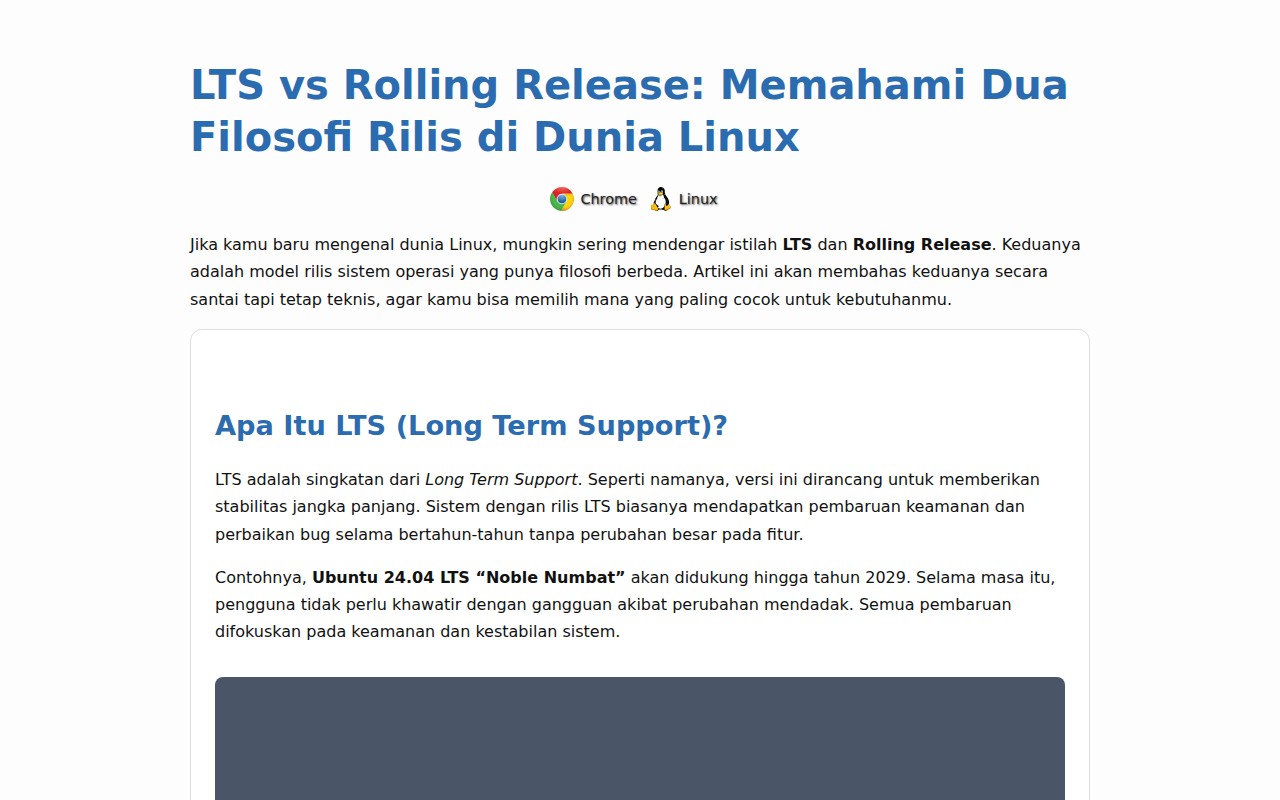 LTS vs Rolling Release: Memahami Dua
Filosofi Rilis di Dunia Linux
Chrome Linux
Jika kamu baru mengenal dunia Linux, mungkin sering mendengar istilah LTS dan Rolling Release. Keduanya
adalah model rilis sistem operasi yang punya filosofi berbeda. Artikel ini akan membahas keduanya secara
santai tapi tetap teknis, agar kamu bisa memilih mana yang paling cocok untuk kebutuhanmu.
Apa Itu LTS (Long Term Support)?
LTS adalah singkatan dari Long Term Support. Seperti namanya, versi ini dirancang untuk memberikan
stabilitas jangka panjang. Sistem dengan rilis LTS biasanya mendapatkan pembaruan keamanan dan
perbaikan bug selama bertahun-tahun tanpa perubahan besar pada fitur.
Contohnya, Ubuntu 24.04 LTS “Noble Numbat” akan didukung hingga tahun 2029. Selama masa itu,
pengguna tidak perlu khawatir dengan gangguan akibat perubahan mendadak. Semua pembaruan
difokuskan pada keamanan dan kestabilan sistem.